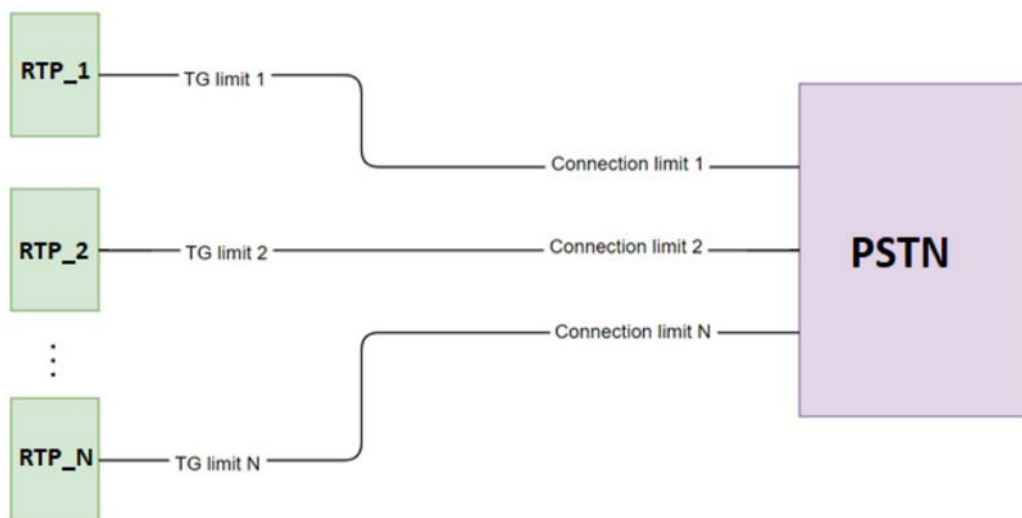 RTP_1
TG limit 1
Connection limit 1
RTP_2
TG limit 2
Connection limit 2
PSTN
Connection limit N
RTP_N
TG limit N